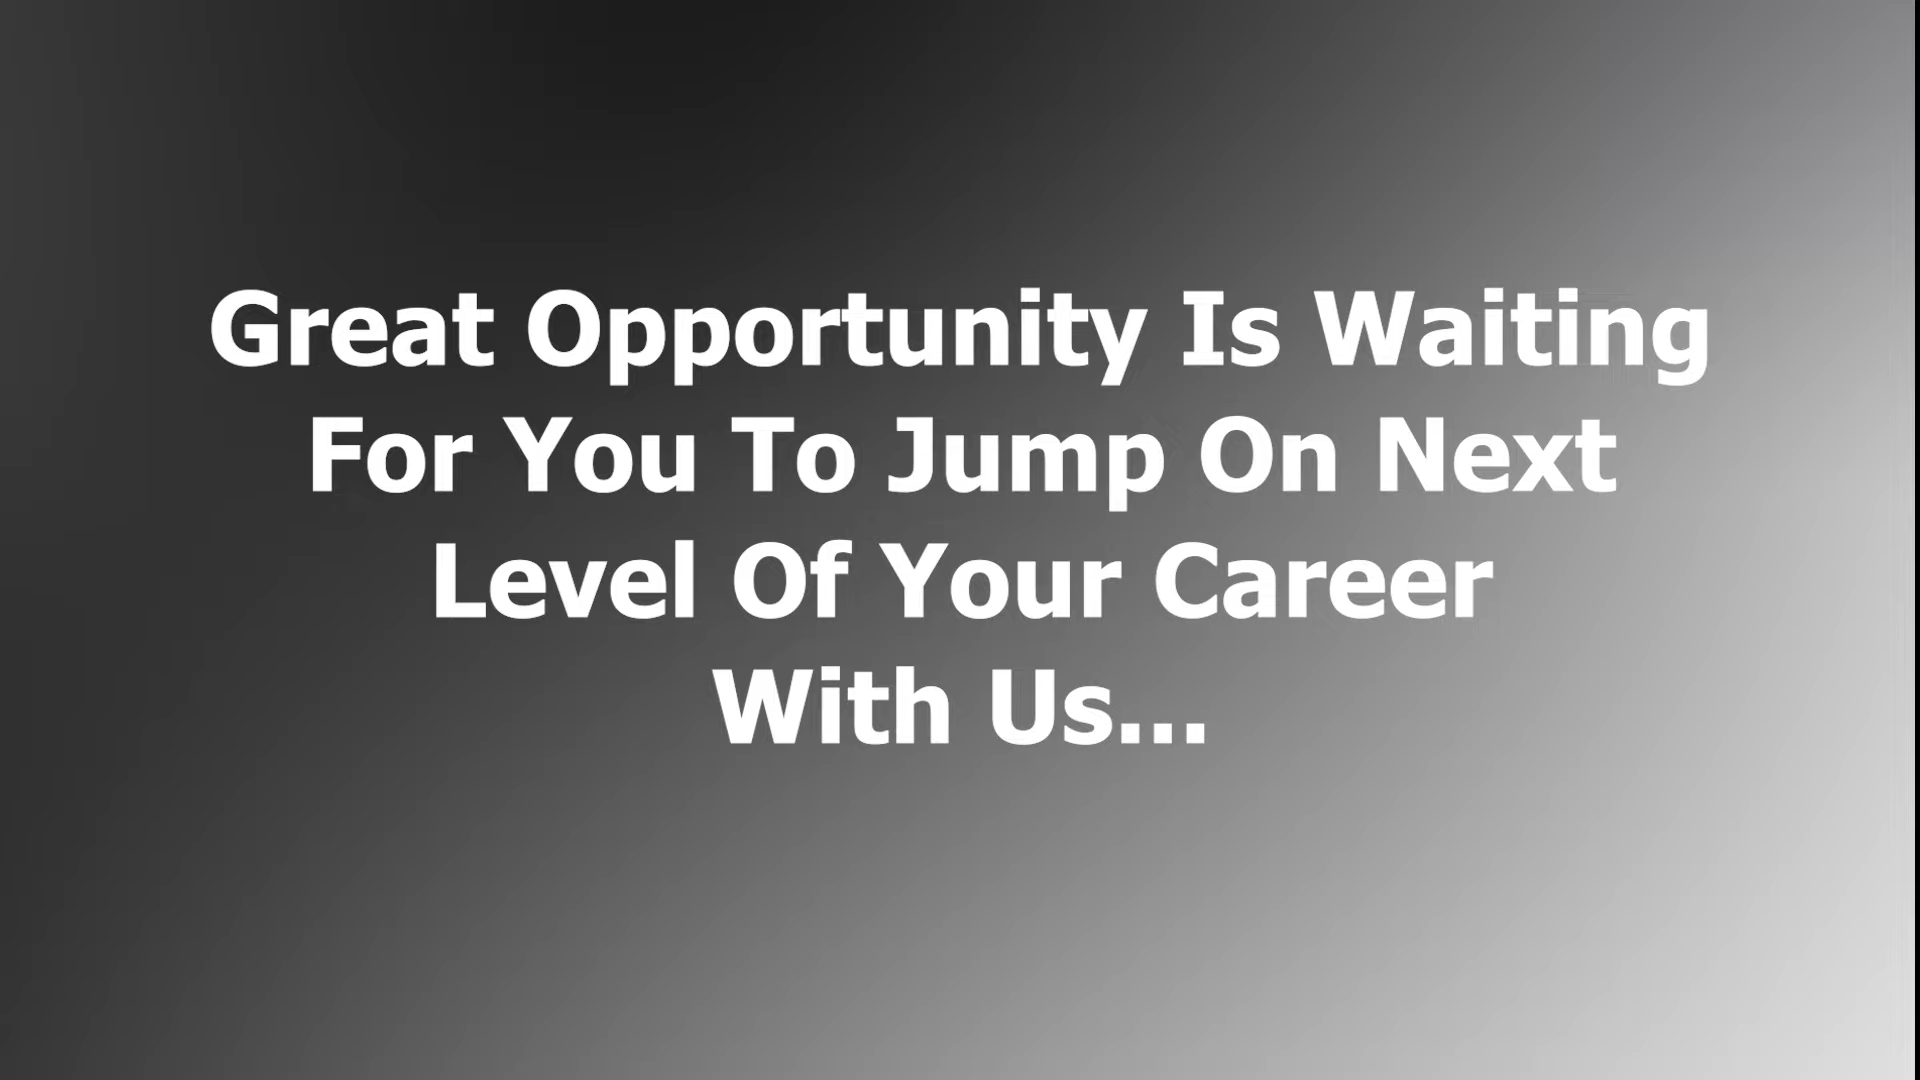 Great Opportunity Is Waiting
For You To Jump On Next
Level Of Your Career
With Us...